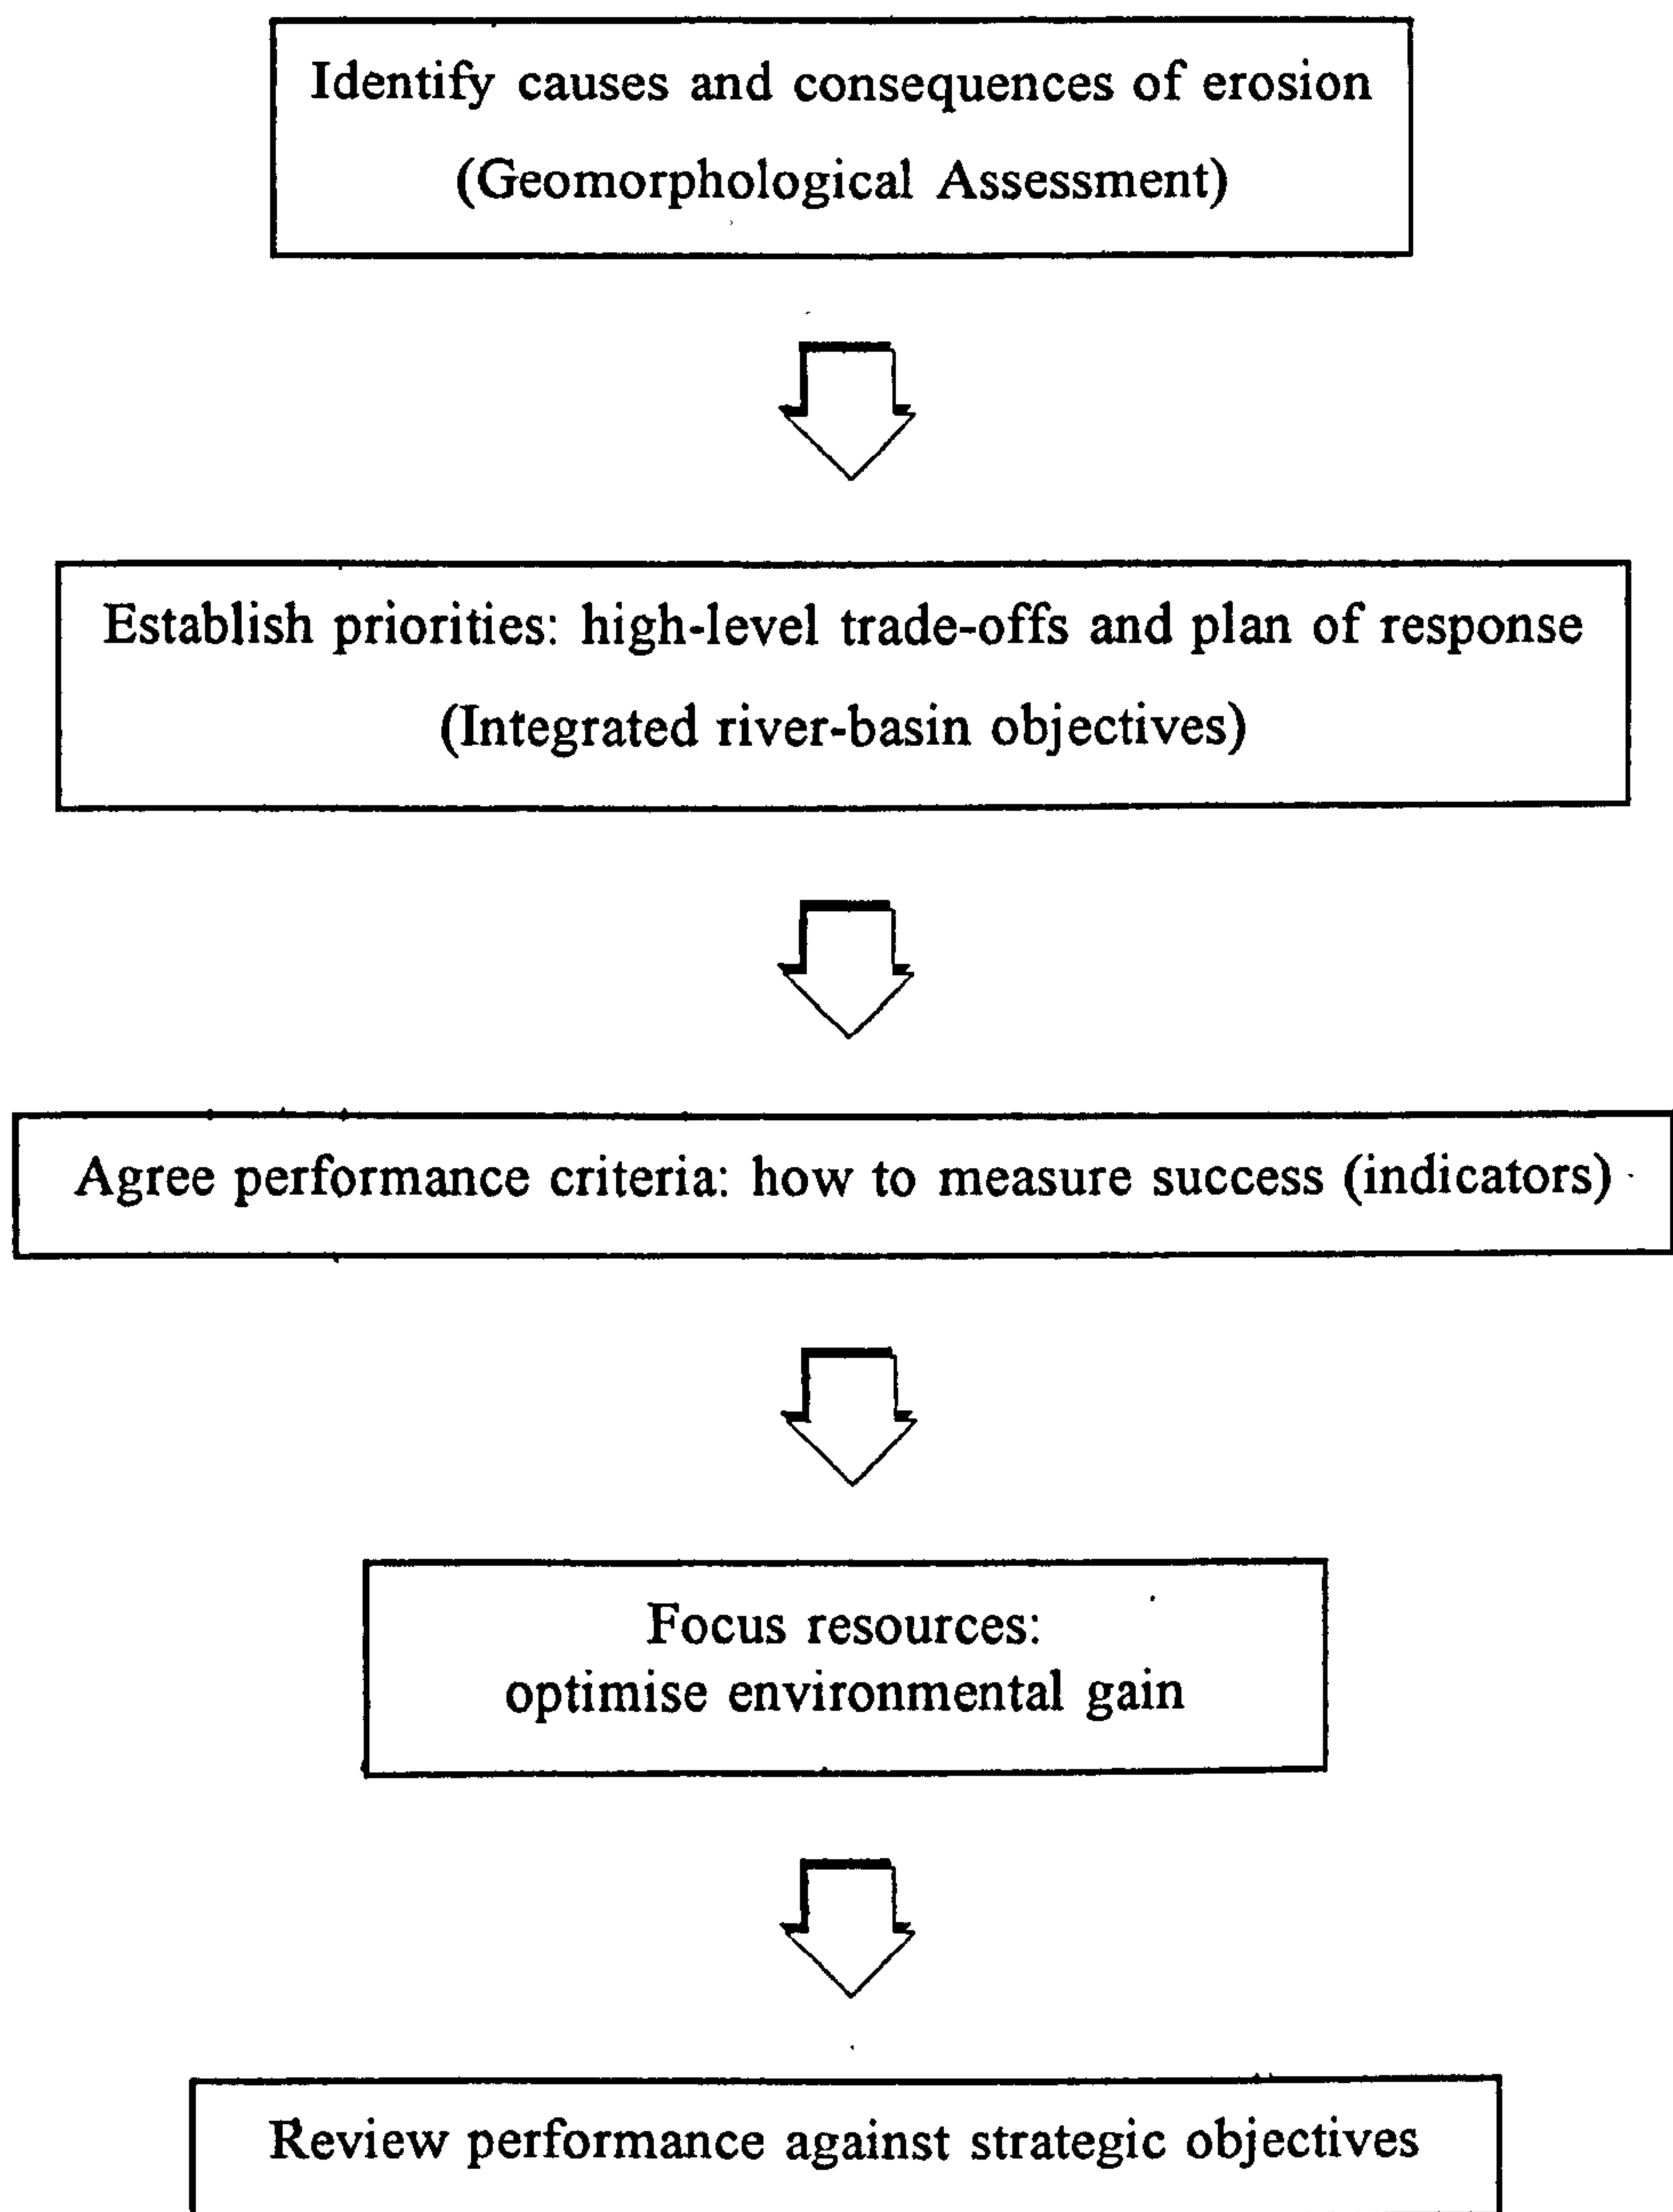 Identify causes and consequences of erosion
(Geomorphological Assessment)
Establish priorities: high-level trade-offs and plan of response
(Integrated river-basin objectives)
Agree performance criteria: how to measure success (indicators)
Focus resources:
optimise environmental gain
Review performance against strategic objectives